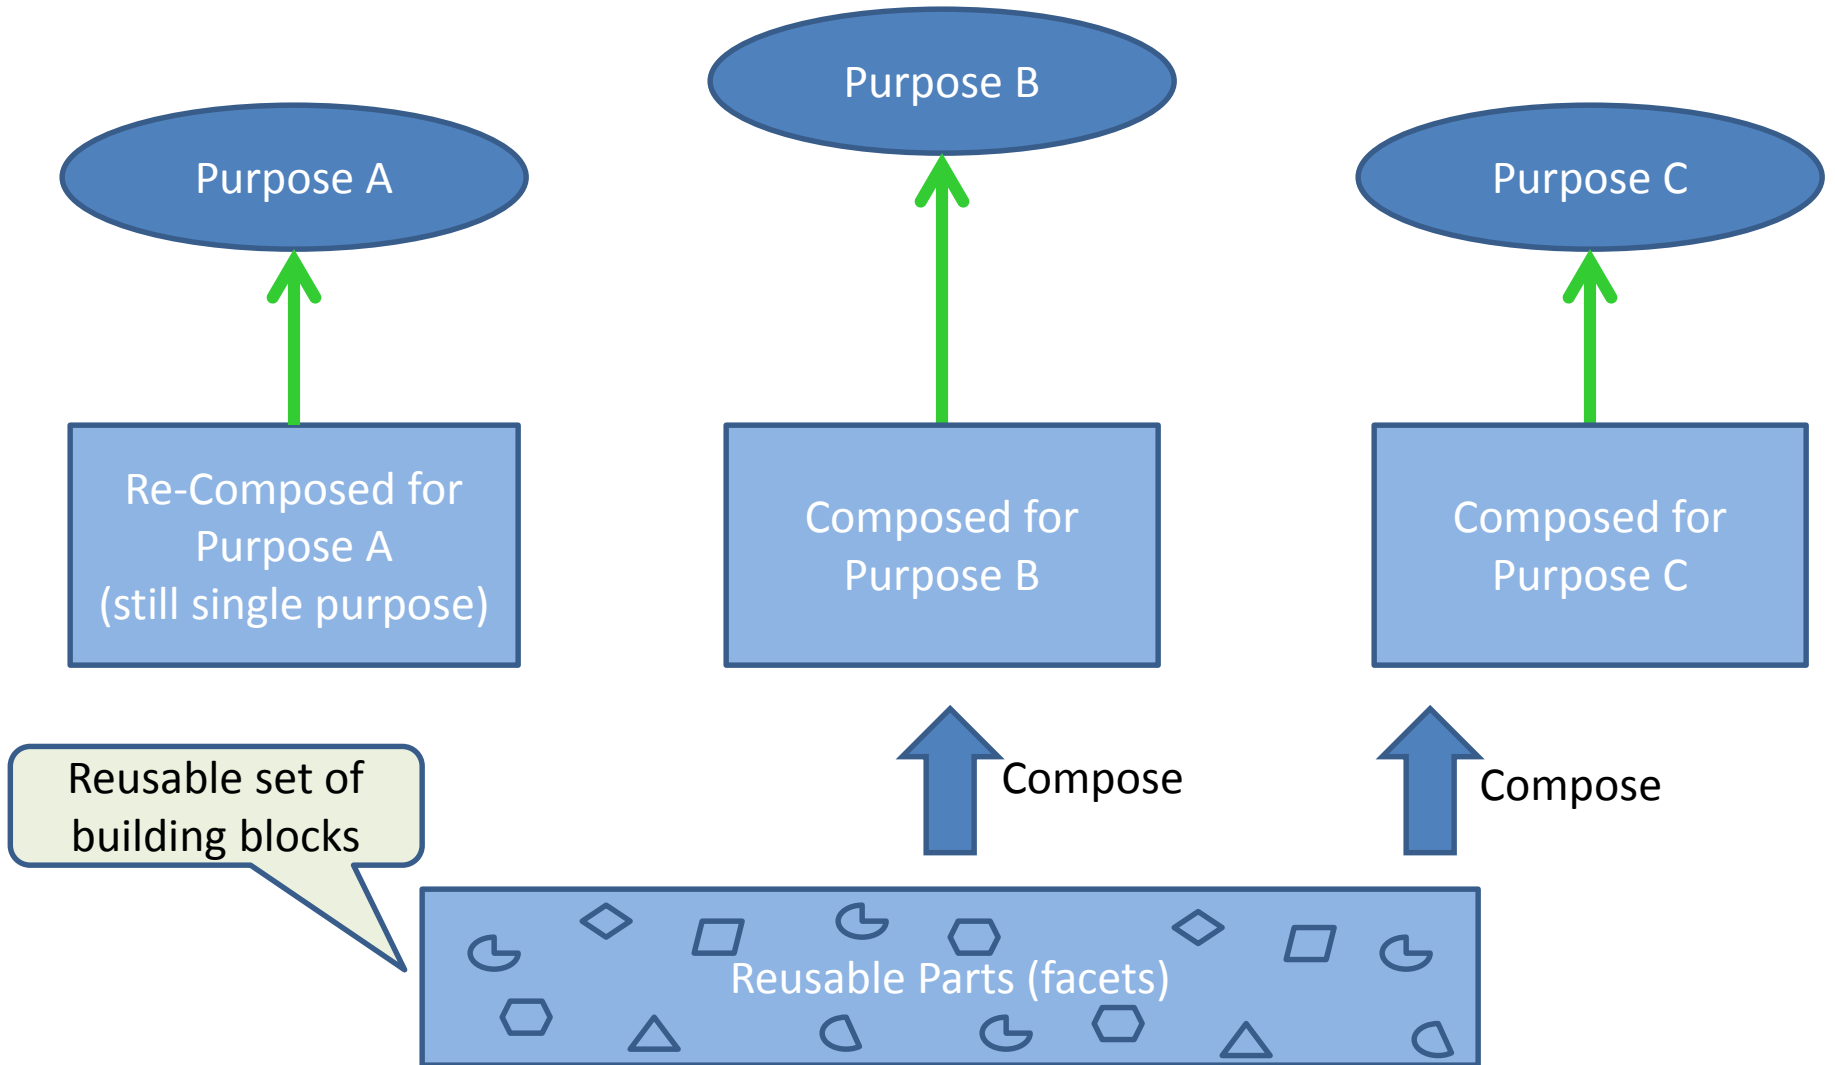 Purpose B
Purpose A
Purpose C
Re-Composed for
Purpose A
(still single purpose)
Composed for
Purpose B
Composed for
Purpose C
Reusable set of
building blocks
Compose
Compose
Reusable Parts (facets)